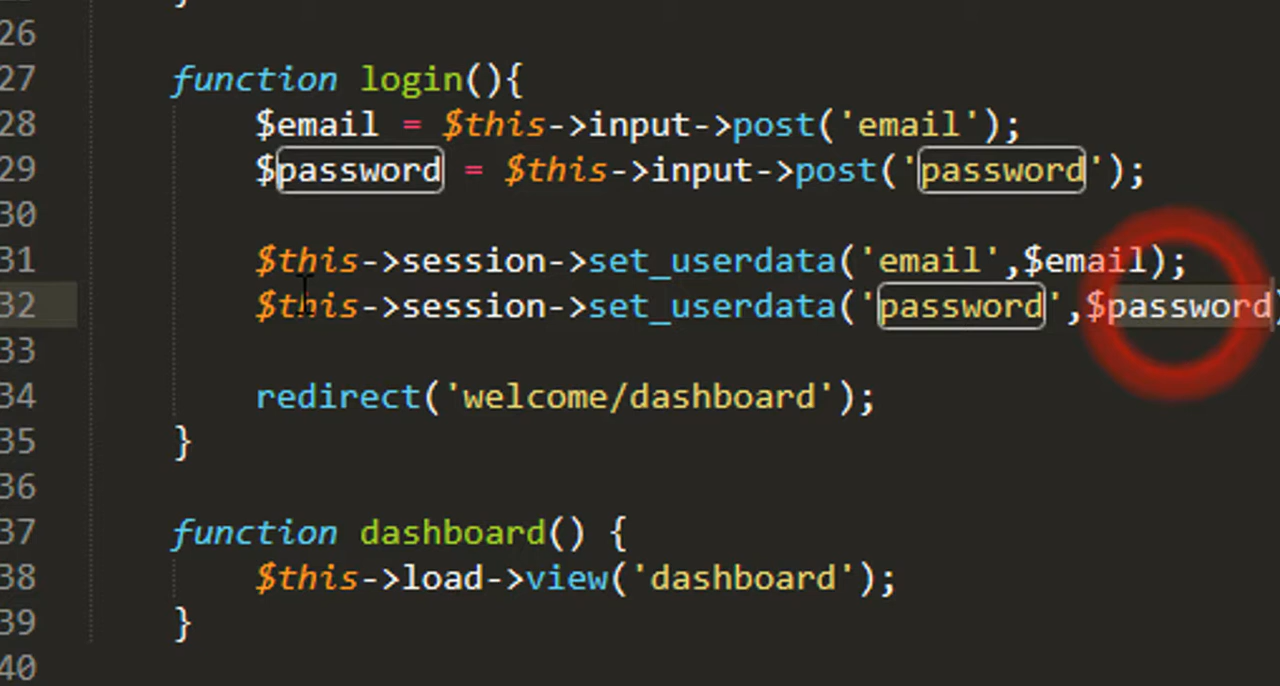 }
26
27 function login(){
28 $email = $this->input->post('email');
29 $password = $this->input->post('password');
30
31 $this->session->set_userdata('email',$email);
32 $this->session->set_userdata('password',$password)
33
34 redirect('welcome/dashboard');
35 }
36
37 function dashboard() {
38 $this->load->view('dashboard');
39 }
40